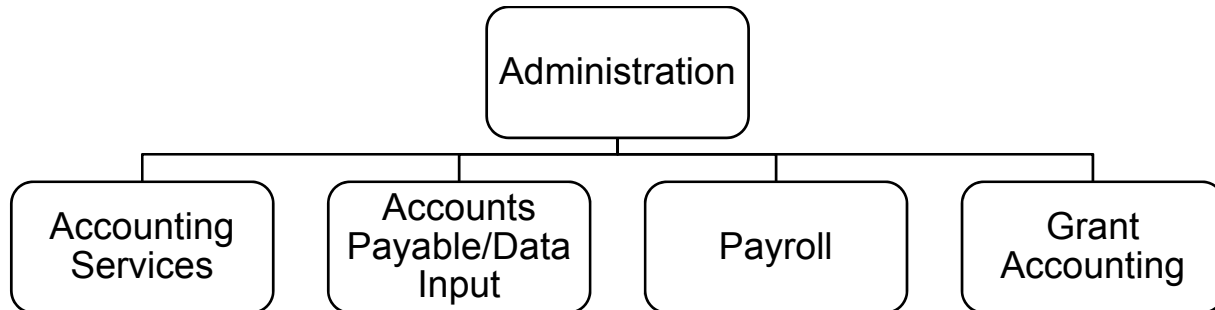 Administration
Accounting
Services
Accounts
Payable/Data
Input
Payroll
Grant
Accounting